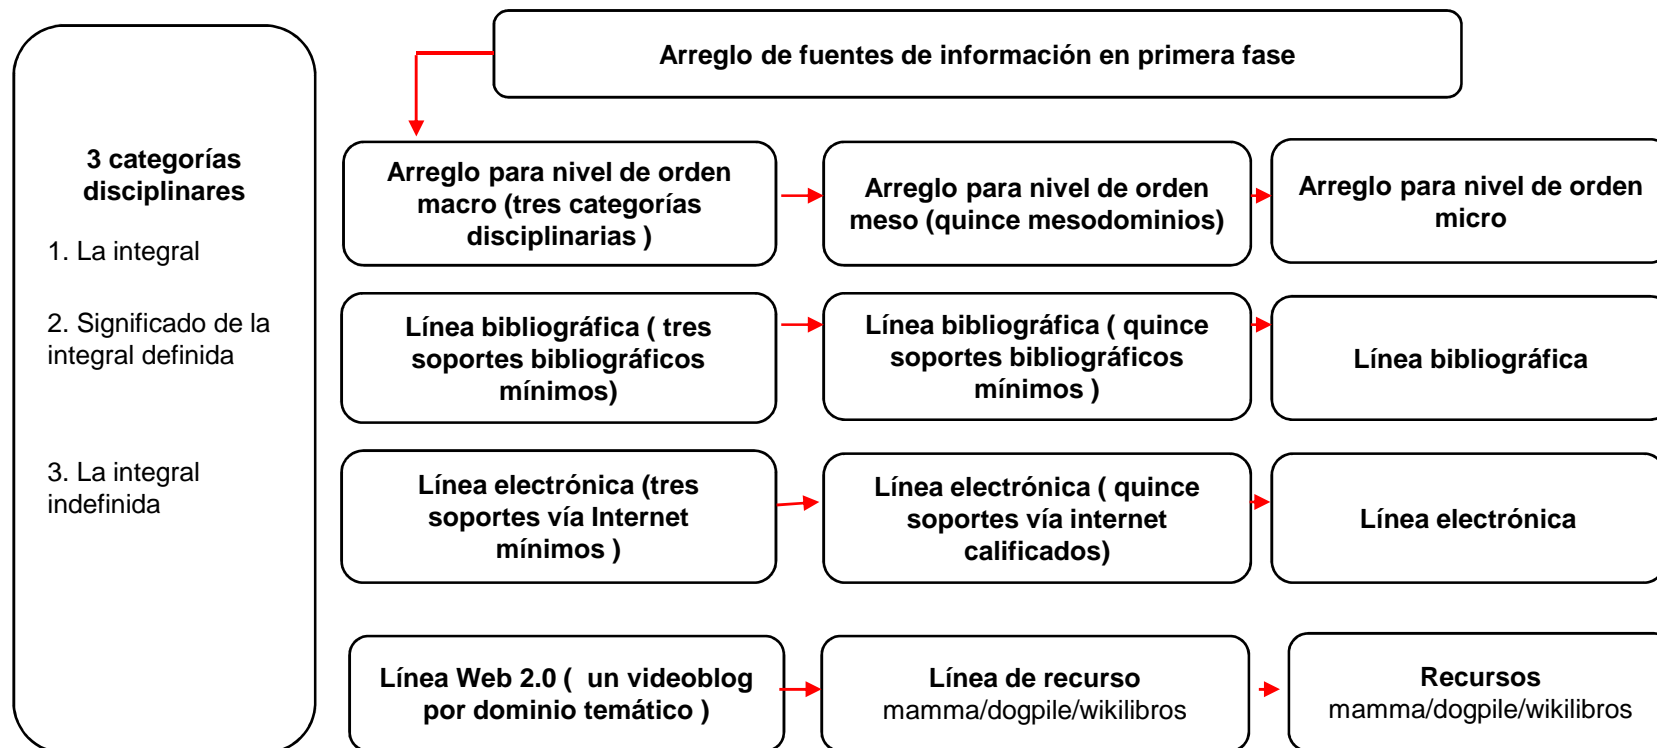 Arreglo de fuentes de información en primera fase
3 categorías
disciplinares
1. La integral
2. Significado de la
integral definida
3. La integral
indefinida
Arreglo para nivel de orden
macro (tres categorías
disciplinarias )
Arreglo para nivel de orden
meso (quince mesodominios)
Arreglo para nivel de orden
micro
Línea bibliográfica ( tres
soportes bibliográficos
mínimos)
Línea bibliográfica ( quince
soportes bibliográficos
mínimos )
Línea bibliográfica
Línea electrónica (tres
soportes vía Internet
mínimos )
Línea electrónica ( quince
soportes vía internet
calificados)
Línea electrónica
Línea Web 2.0 (  un videoblog
por dominio temático )
Línea de recurso
mamma/dogpile/wikilibros
Recursos
mamma/dogpile/wikilibros